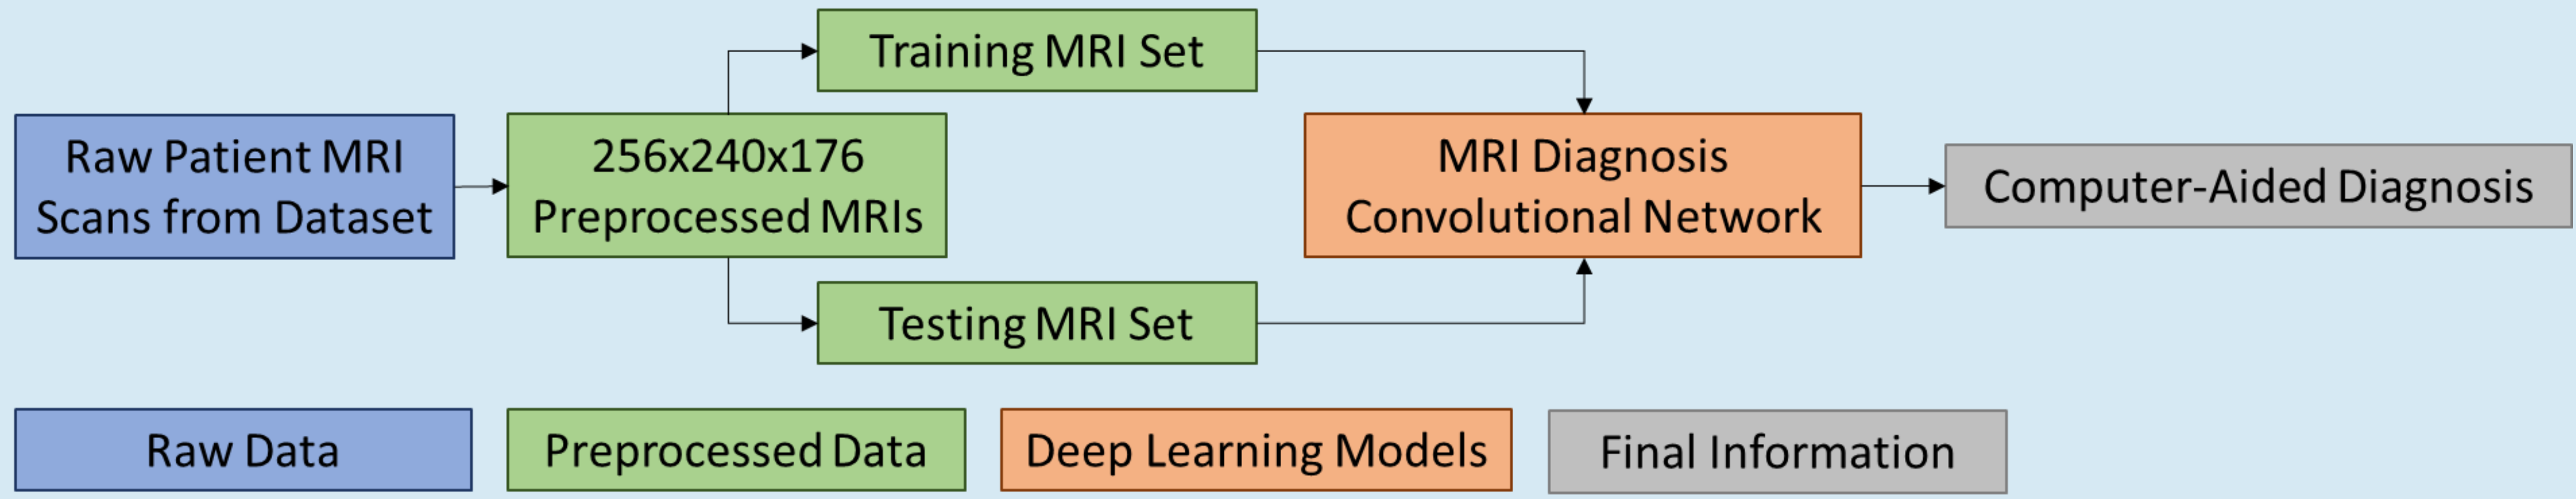 Training MRI Set
Raw Patient MRI
Scans from Dataset
256x240x176
Preprocessed MRIs
MRI Diagnosis
Convolutional Network
Computer-Aided Diagnosis
Testing MRI Set
Raw Data
Preprocessed Data
Deep Learning Models
Final Information